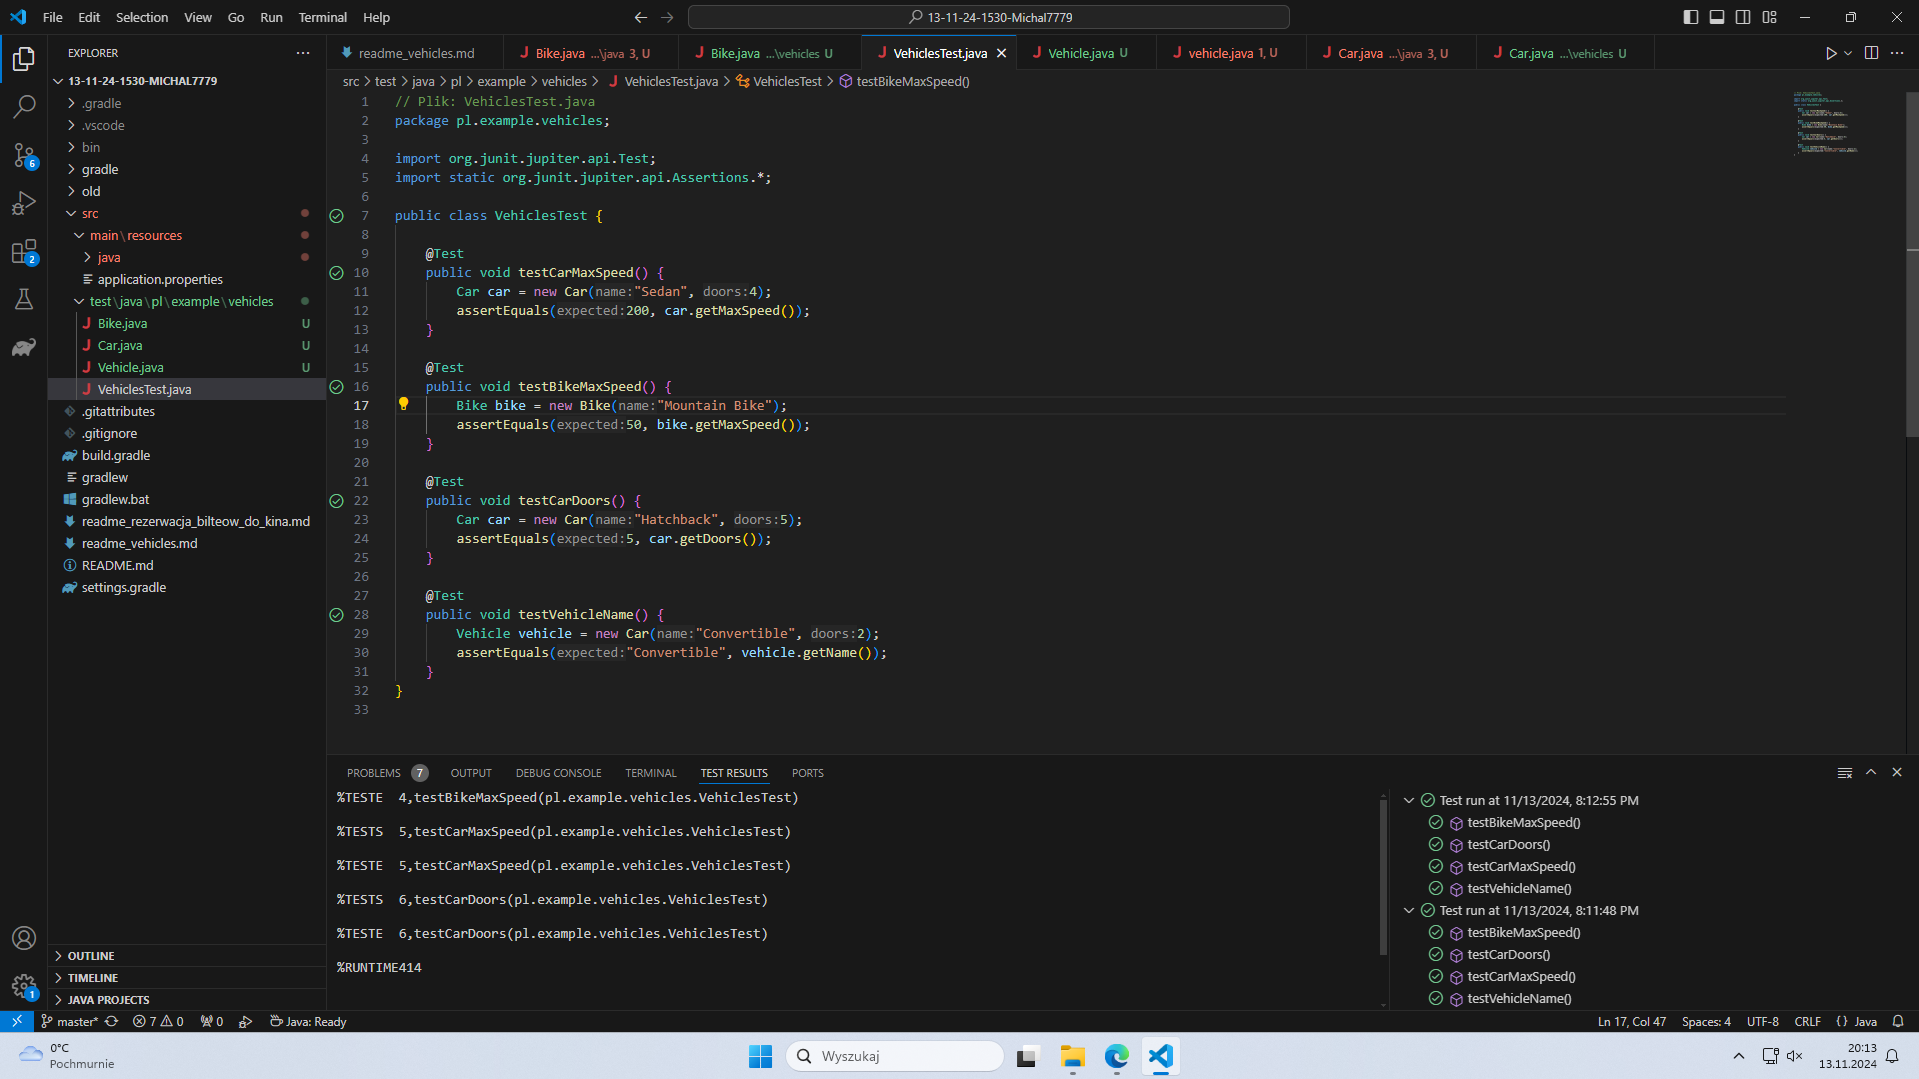 File Edit Selection View Go Run Terminal Help
13-11-24-1530-Michal7779
EXPLORER
13-11-24-1530-MICHAL7779
.gradle
.vscode
bin
gradle
old
src
main\resources
java
application.properties
test\java\pl\example\vehicles
Bike.java U
Car.java U
Vehicle.java U
VehiclesTest.java
.gitattributes
.gitignore
build.gradle
gradlew
gradlew.bat
readme_rezerwacja_bilteow_do_kina.md
readme_vehicles.md
README.md
settings.gradle
OUTLINE
TIMELINE
JAVA PROJECTS
6
2
1
readme_vehicles.md
Bike.java ...\java 3, U
Bike.java ...\vehicles U
VehiclesTest.java
Vehicle.java U
vehicle.java 1, U
Car.java ...\java 3, U
Car.java ...\vehicles U
src > test > java > pl > example > vehicles > VehiclesTest.java > VehiclesTest > testBikeMaxSpeed()
1 // Plik: VehiclesTest.java
2 package pl.example.vehicles;
3
4 import org.junit.jupiter.api.Test;
5 import static org.junit.jupiter.api.Assertions.*;
6
7 public class VehiclesTest {
8
9 @Test
10 public void testCarMaxSpeed() {
11 Car car = new Car(name:"Sedan", doors:4);
12 assertEquals(expected:200, car.getMaxSpeed());
13 }
14
15 @Test
16 public void testBikeMaxSpeed() {
17 Bike bike = new Bike(name:"Mountain Bike");
18 assertEquals(expected:50, bike.getMaxSpeed());
19 }
20
21 @Test
22 public void testCarDoors() {
23 Car car = new Car(name:"Hatchback", doors:5);
24 assertEquals(expected:5, car.getDoors());
25 }
26
27 @Test
28 public void testVehicleName() {
29 Vehicle vehicle = new Car(name:"Convertible", doors:2);
30 assertEquals(expected:"Convertible", vehicle.getName());
31 }
32 }
33
PROBLEMS 7 OUTPUT DEBUG CONSOLE TERMINAL TEST RESULTS PORTS
%TESTE 4,testBikeMaxSpeed(pl.example.vehicles.VehiclesTest)
%TESTS 5,testCarMaxSpeed(pl.example.vehicles.VehiclesTest)
%TESTE 5,testCarMaxSpeed(pl.example.vehicles.VehiclesTest)
%TESTS 6,testCarDoors(pl.example.vehicles.VehiclesTest)
%TESTE 6,testCarDoors(pl.example.vehicles.VehiclesTest)
%RUNTIME414
Test run at 11/13/2024, 8:12:55 PM
testBikeMaxSpeed()
testCarDoors()
testCarMaxSpeed()
testVehicleName()
Test run at 11/13/2024, 8:11:48 PM
testBikeMaxSpeed()
testCarDoors()
testCarMaxSpeed()
testVehicleName()
master* 7 0 0 Java: Ready
Ln 17, Col 47 Spaces: 4 UTF-8 CRLF {} Java
0°C
Pochmurnie
Wyszukaj
20:13
13.11.2024